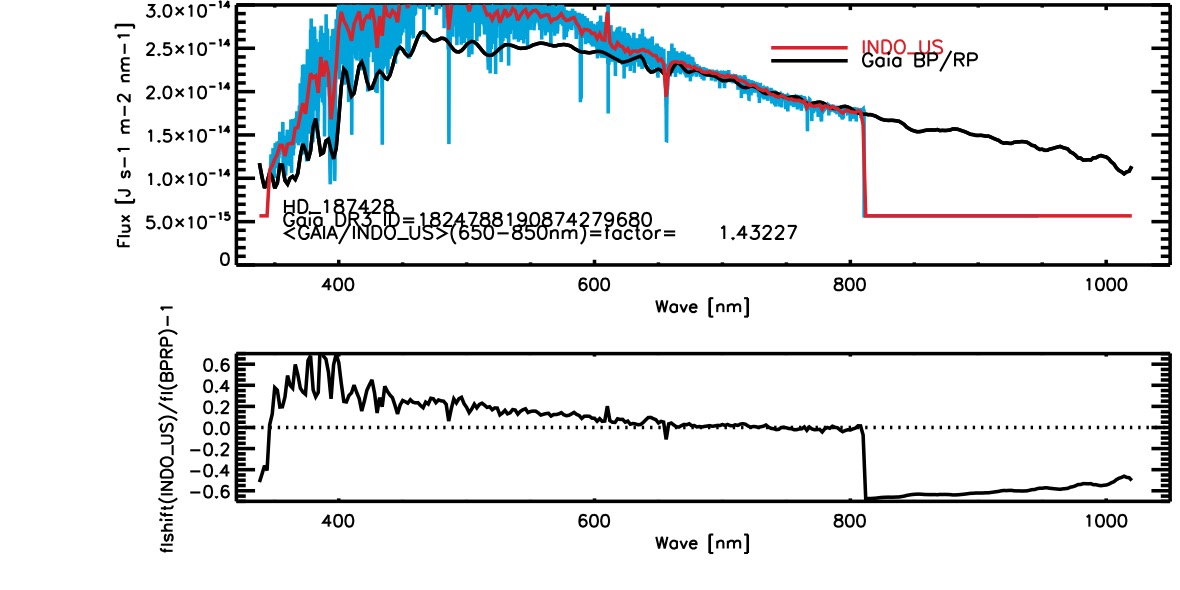 3.0×10⁻¹⁴
2.5×10⁻¹⁴
2.0×10⁻¹⁴
1.5×10⁻¹⁴
1.0×10⁻¹⁴
5.0×10⁻¹⁵
0
Flux [J s−1 m−2 nm−1]
INDO_US
Gaia BP/RP
HD_187428
Gaia DR3 ID=1824788190874279680
<GAIA/INDO_US>(650−850nm)=factor= 1.43227
400 600 800 1000
Wave [nm]
0.6
0.4
0.2
0.0
−0.2
−0.4
−0.6
flshift(INDO_US)/fl(BPRP)−1
400 600 800 1000
Wave [nm]